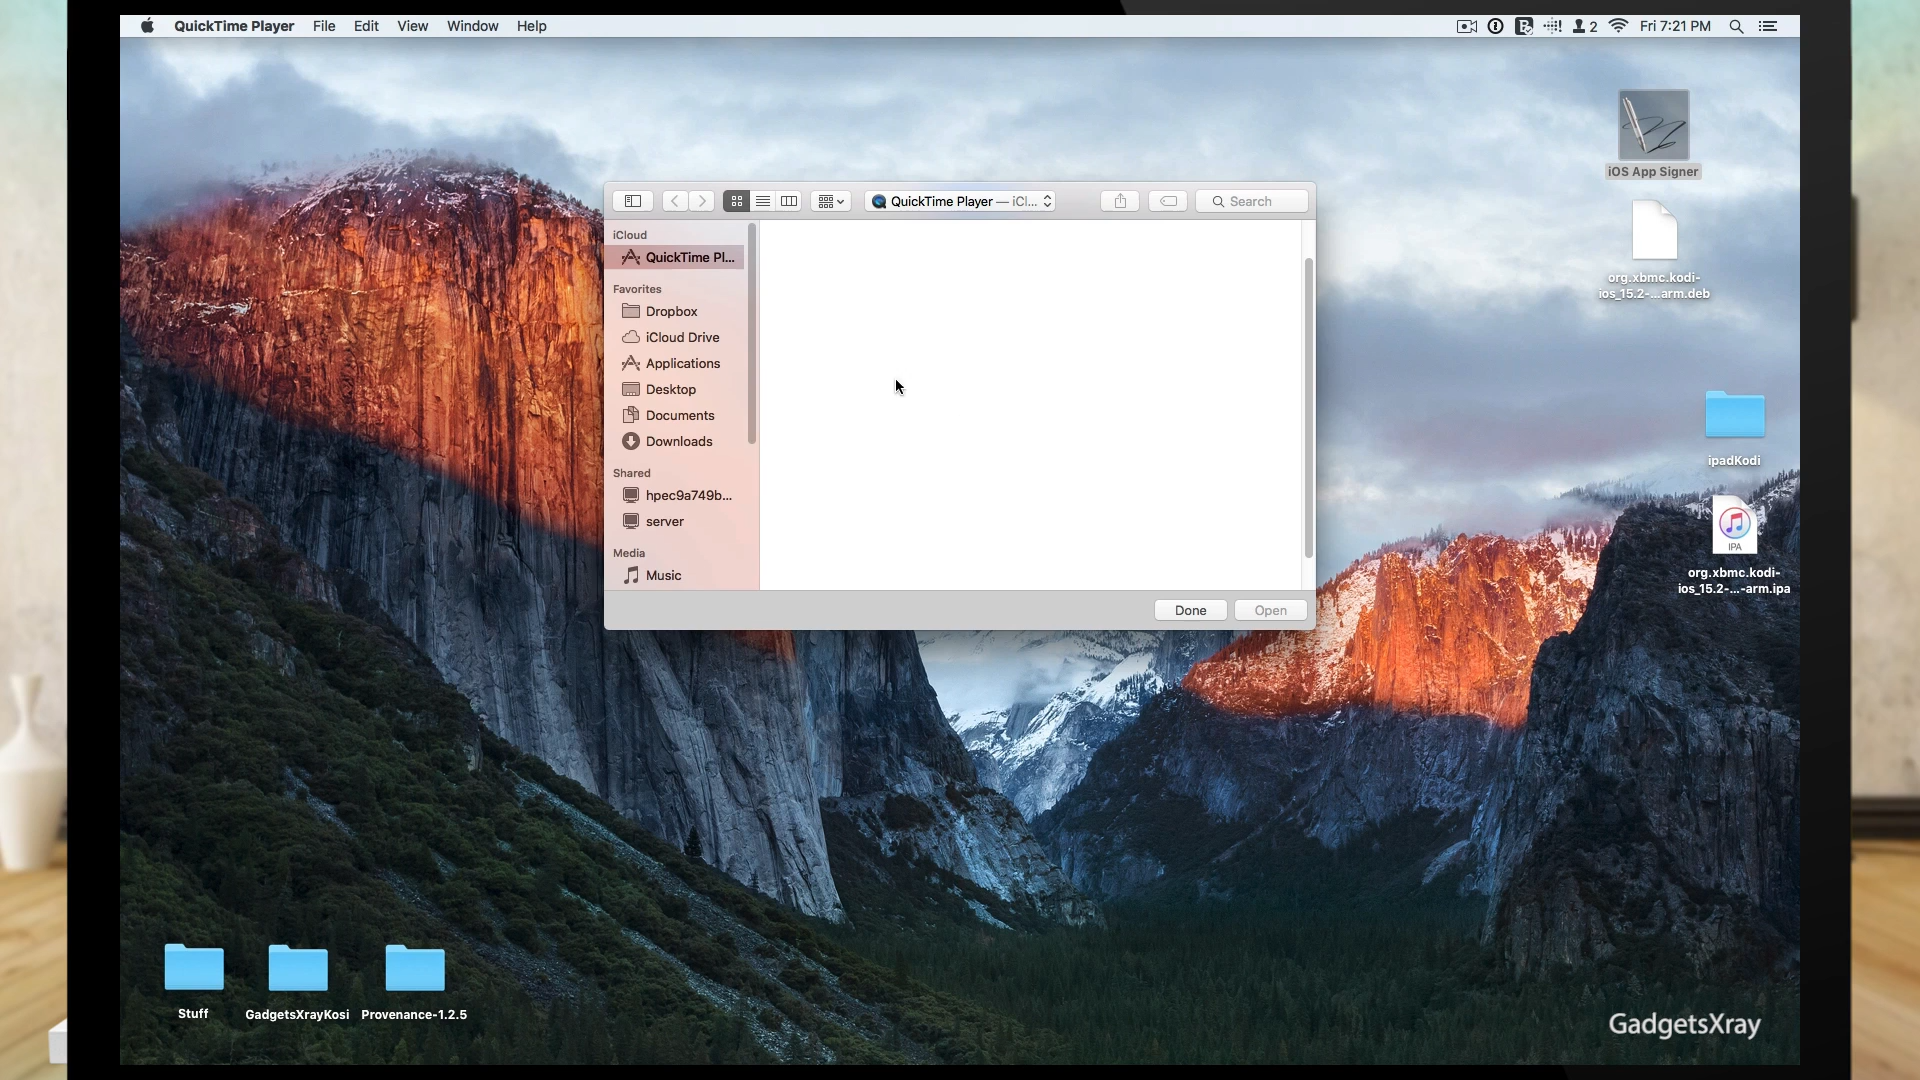 QuickTime Player File Edit View Window Help
2 Fri 7:21 PM
iOS App Signer
QuickTime Player — iCl...
Search
org.xbmc.kodi-
ios_15.2-...arm.deb
iCloud
QuickTime Pl...
Favorites
Dropbox
iCloud Drive
Applications
Desktop
Documents
Downloads
Shared
hpec9a749b...
server
Media
Music
Done
Open
ipadKodi
IPA
org.xbmc.kodi-
ios_15.2-...-arm.ipa
Stuff
GadgetsXrayKosi
Provenance-1.2.5
GadgetsXray